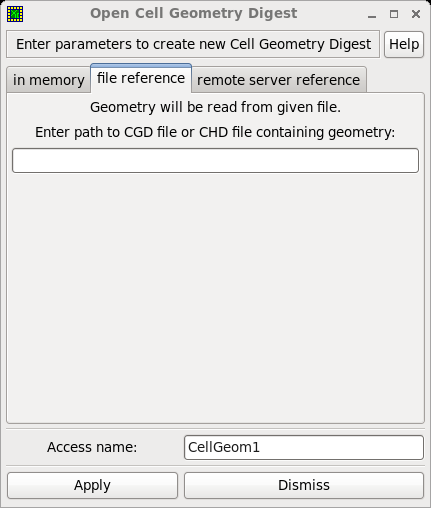 Open Cell Geometry Digest
Enter parameters to create new Cell Geometry Digest Help
in memory file reference remote server reference
Geometry will be read from given file.
Enter path to CGD file or CHD file containing geometry:
Access name: CellGeom1
Apply Dismiss